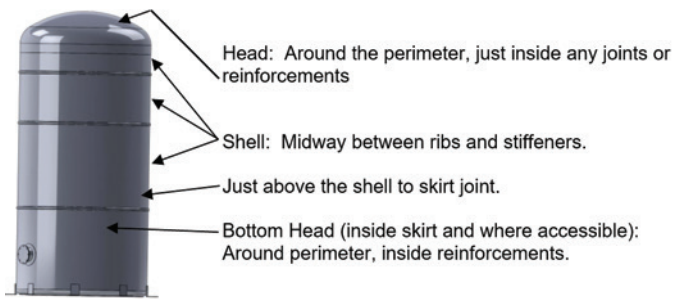 Head:  Around the perimeter, just inside any joints or
reinforcements
Shell:  Midway between ribs and stiffeners.
Just above the shell to skirt joint.
Bottom Head (inside skirt and where accessible):
Around perimeter, inside reinforcements.